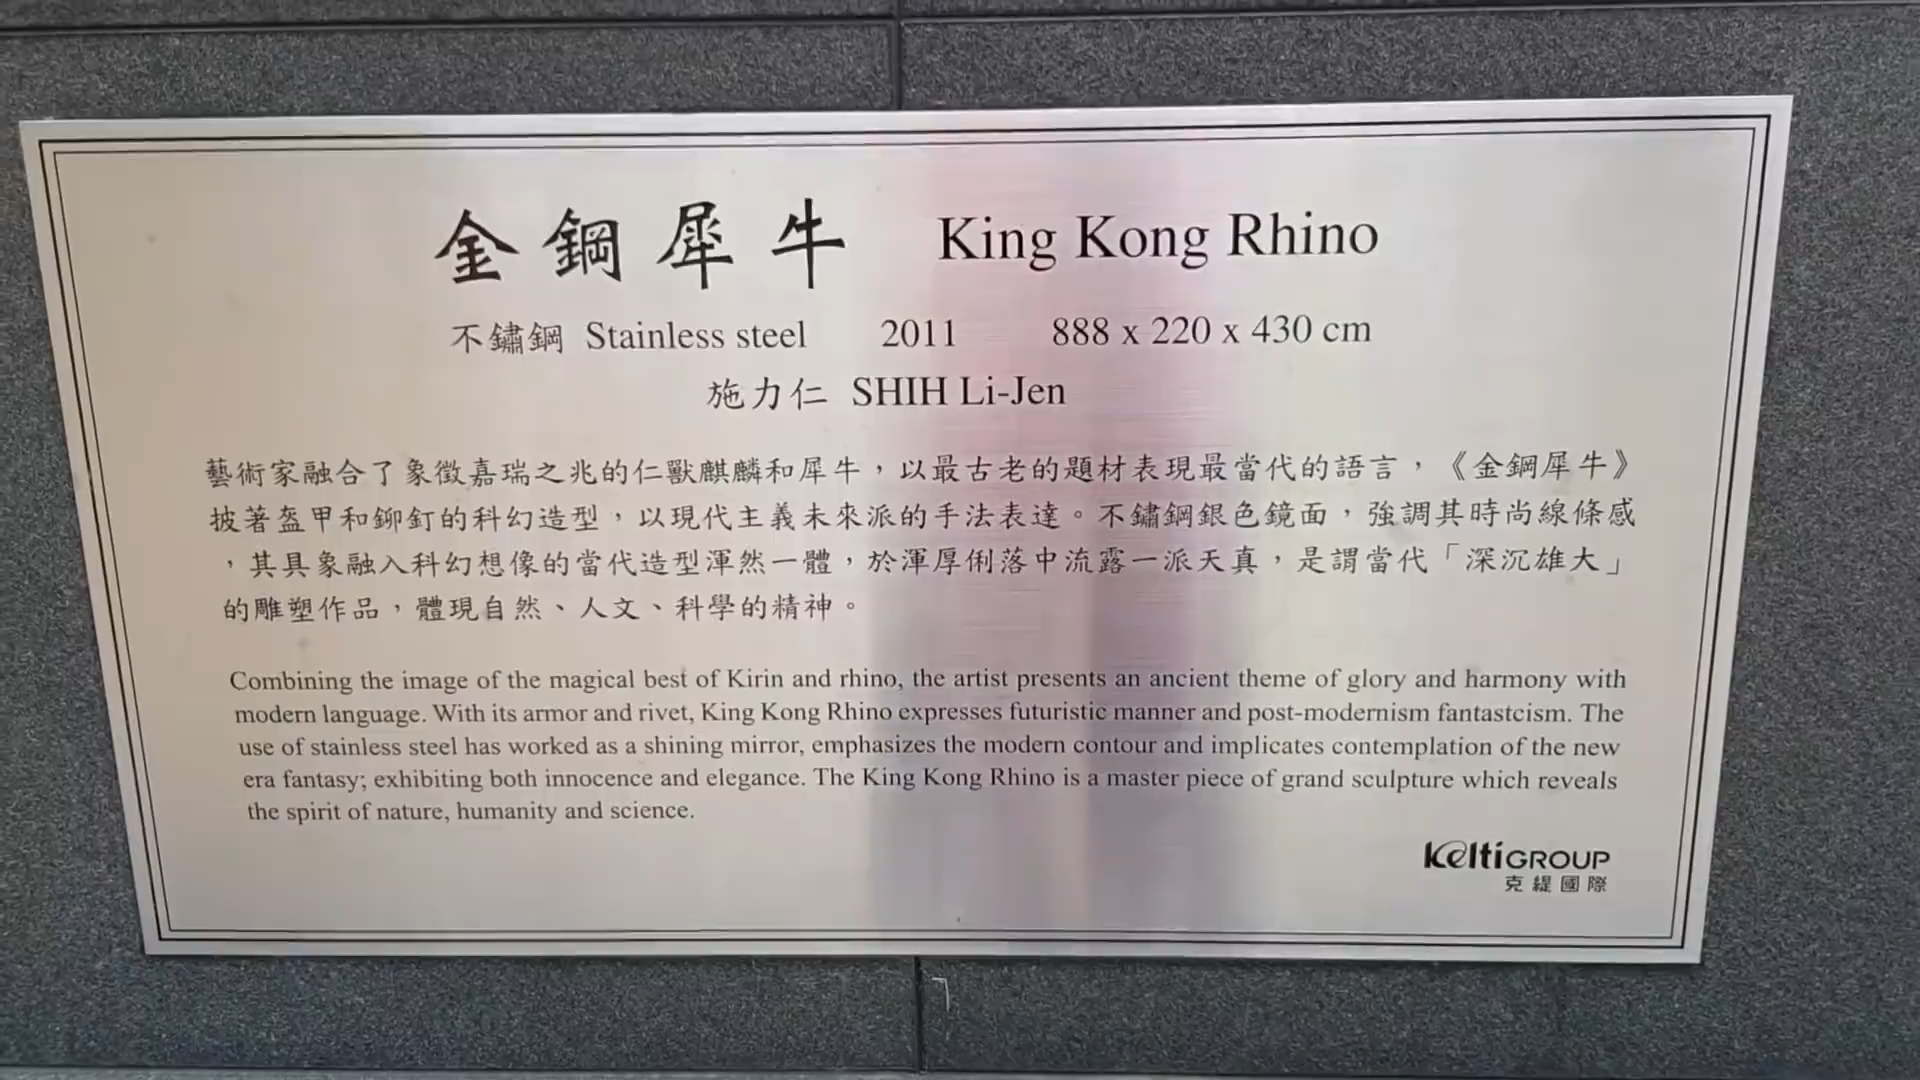 金鋼犀牛 King Kong Rhino
不鏽鋼 Stainless steel 2011 888 x 220 x 430 cm
施力仁 SHIH Li-Jen
藝術家融合了象徵嘉瑞之兆的仁獸麒麟和犀牛，以最古老的題材表現最當代的語言，《金鋼犀牛》
披著盔甲和鉚釘的科幻造型，以現代主義未來派的手法表達。不鏽鋼銀色鏡面，強調其時尚線條感
，其具象融入科幻想像的當代造型渾然一體，於渾厚俐落中流露一派天真，是謂當代「深沉雄大」
的雕塑作品，體現自然、人文、科學的精神。
Combining the image of the magical best of Kirin and rhino, the artist presents an ancient theme of glory and harmony with
modern language. With its armor and rivet, King Kong Rhino expresses futuristic manner and post-modernism fantastcism. The
use of stainless steel has worked as a shining mirror, emphasizes the modern contour and implicates contemplation of the new
era fantasy; exhibiting both innocence and elegance. The King Kong Rhino is a master piece of grand sculpture which reveals
the spirit of nature, humanity and science.
Kelti GROUP
克緹國際